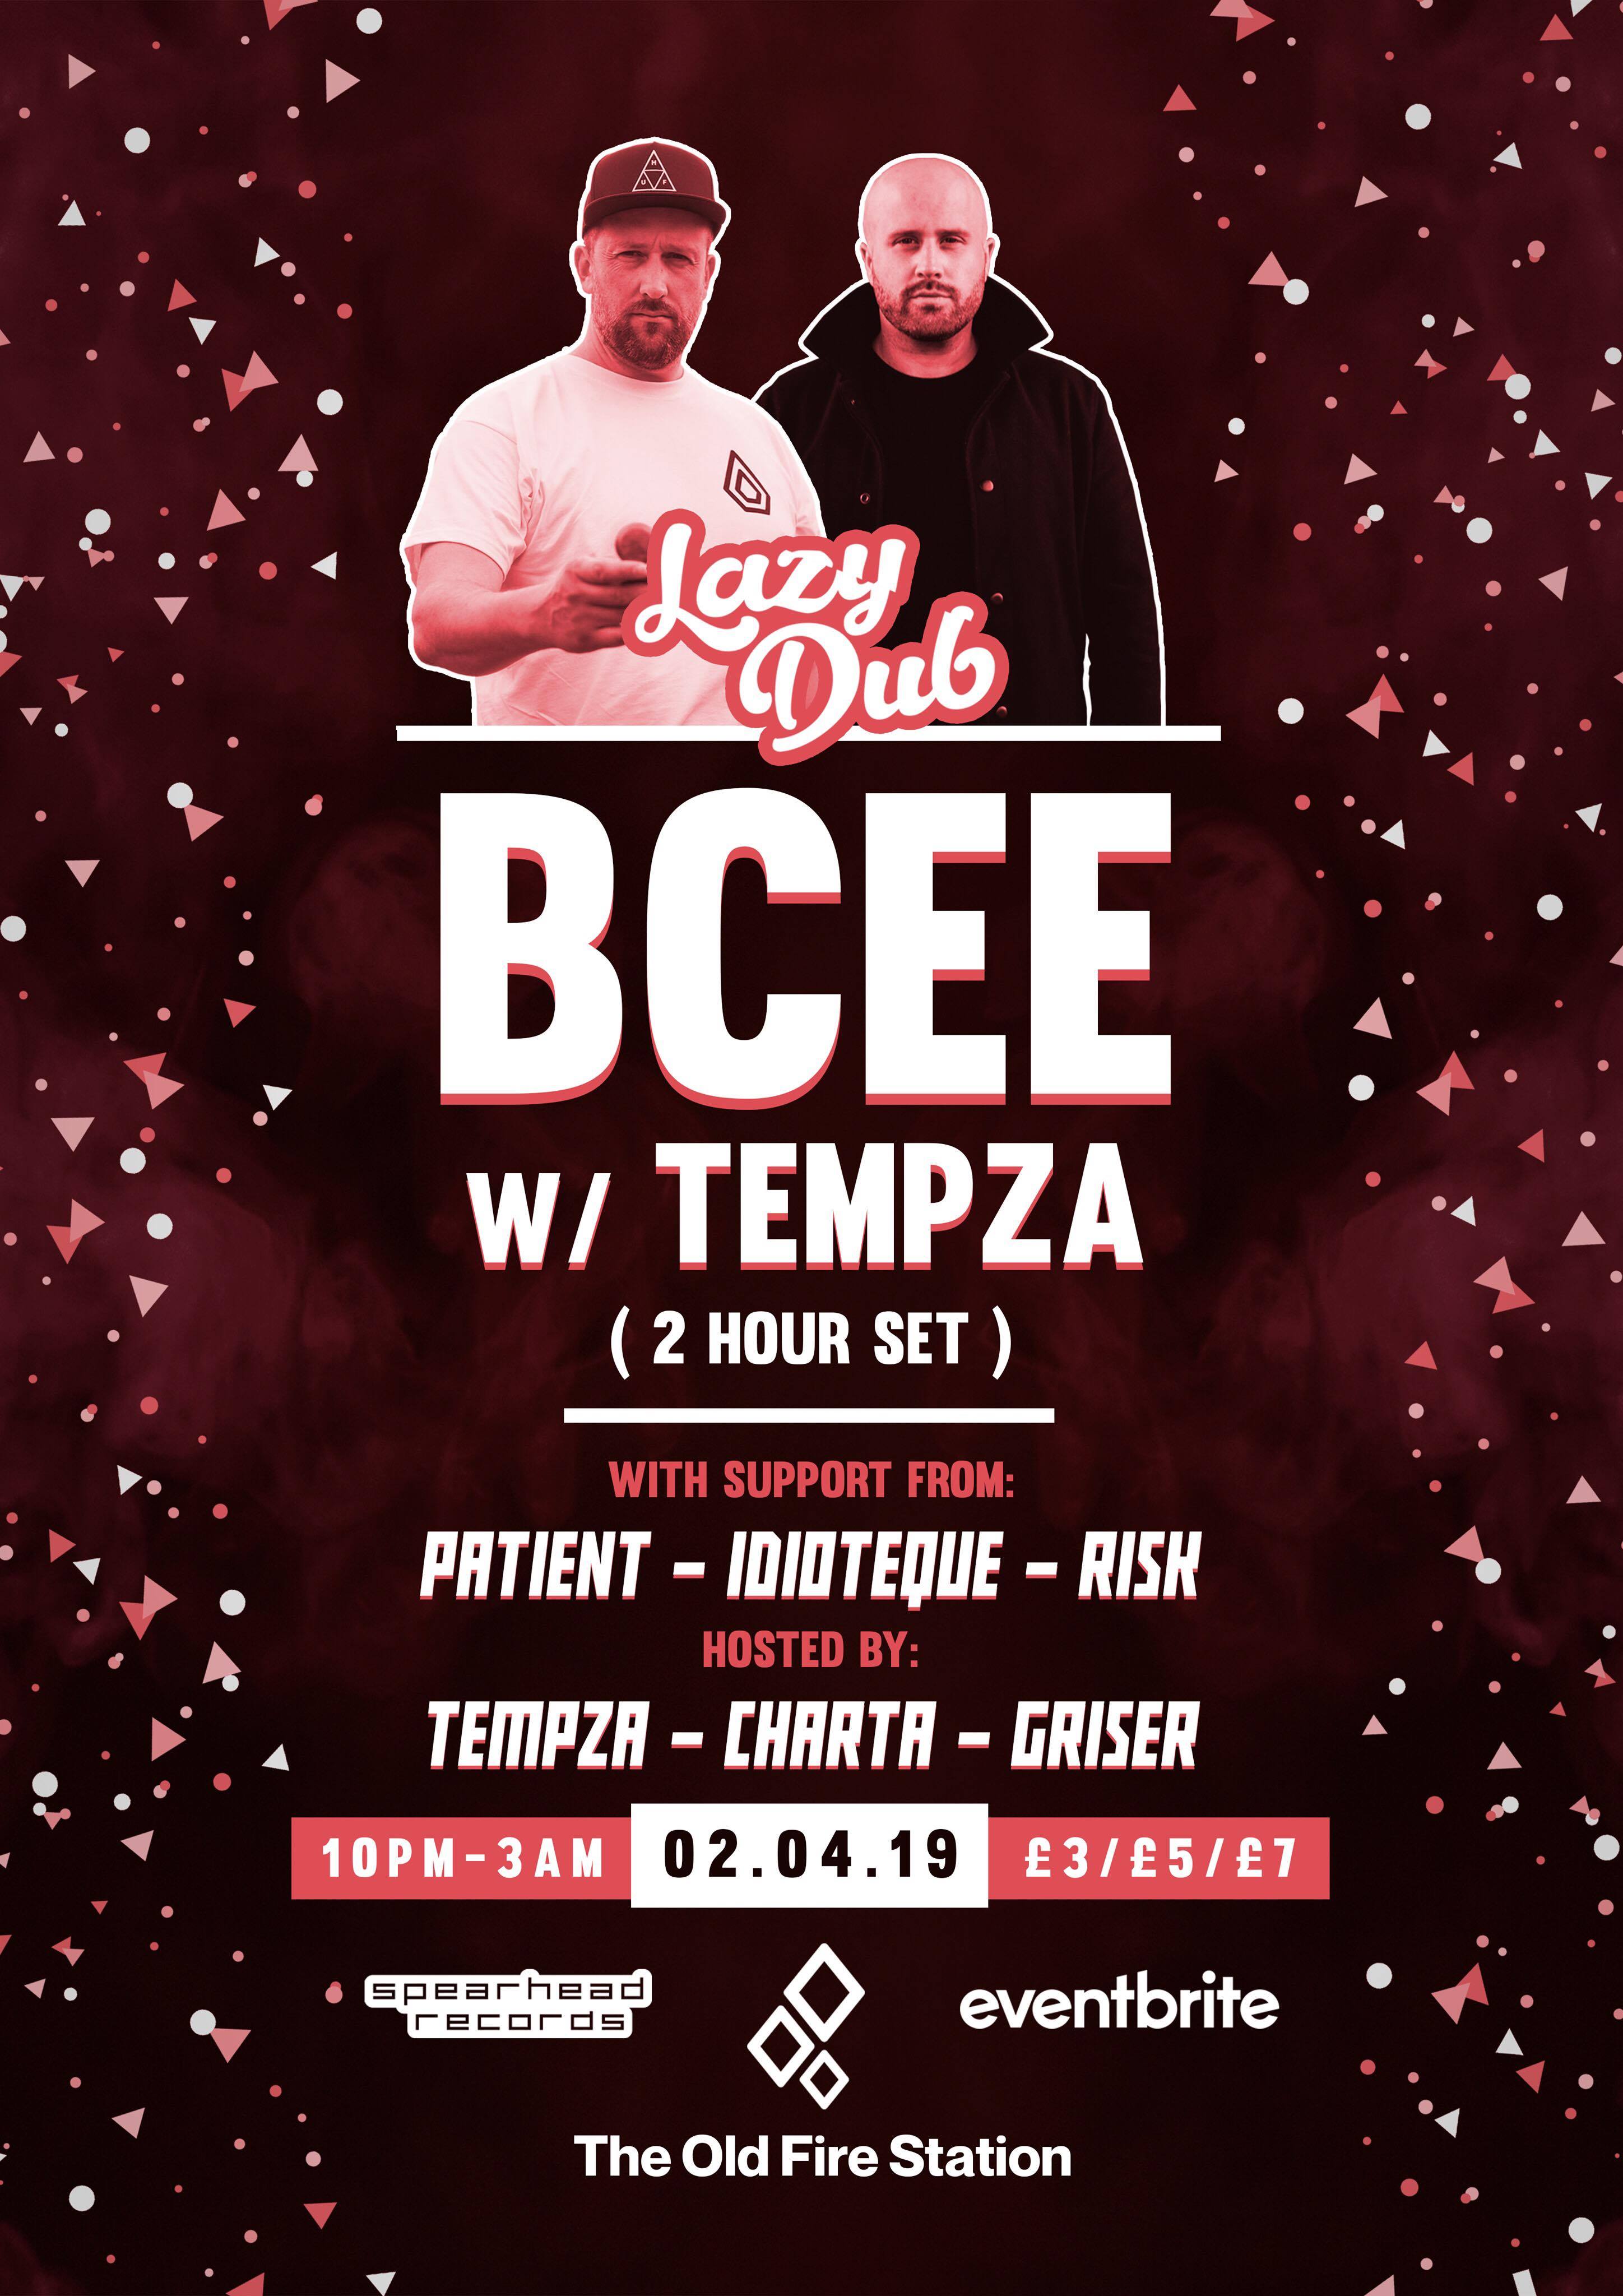 H
U F
Lazy
Dub
BCEE
W/ TEMPZA
( 2 HOUR SET )
WITH SUPPORT FROM:
PATIENT - IDIOTEQUE - RISK
HOSTED BY:
TEMPZA - CHARTA - GRISER
10PM-3AM 02.04.19 £3/£5/£7
spearhead
records
eventbrite
The Old Fire Station